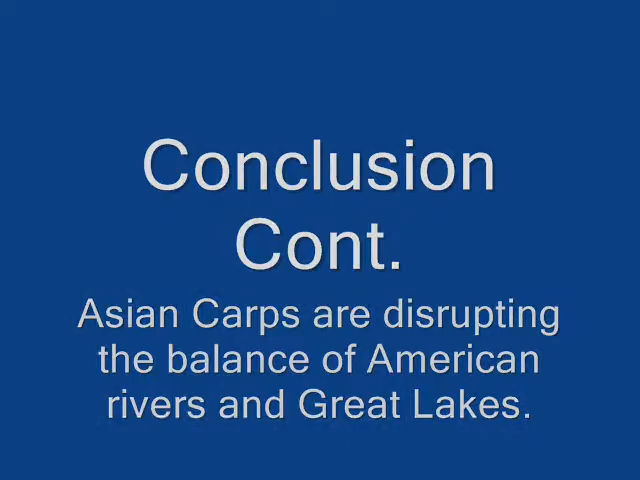 Conclusion
Cont.
Asian Carps are disrupting
the balance of American
rivers and Great Lakes.